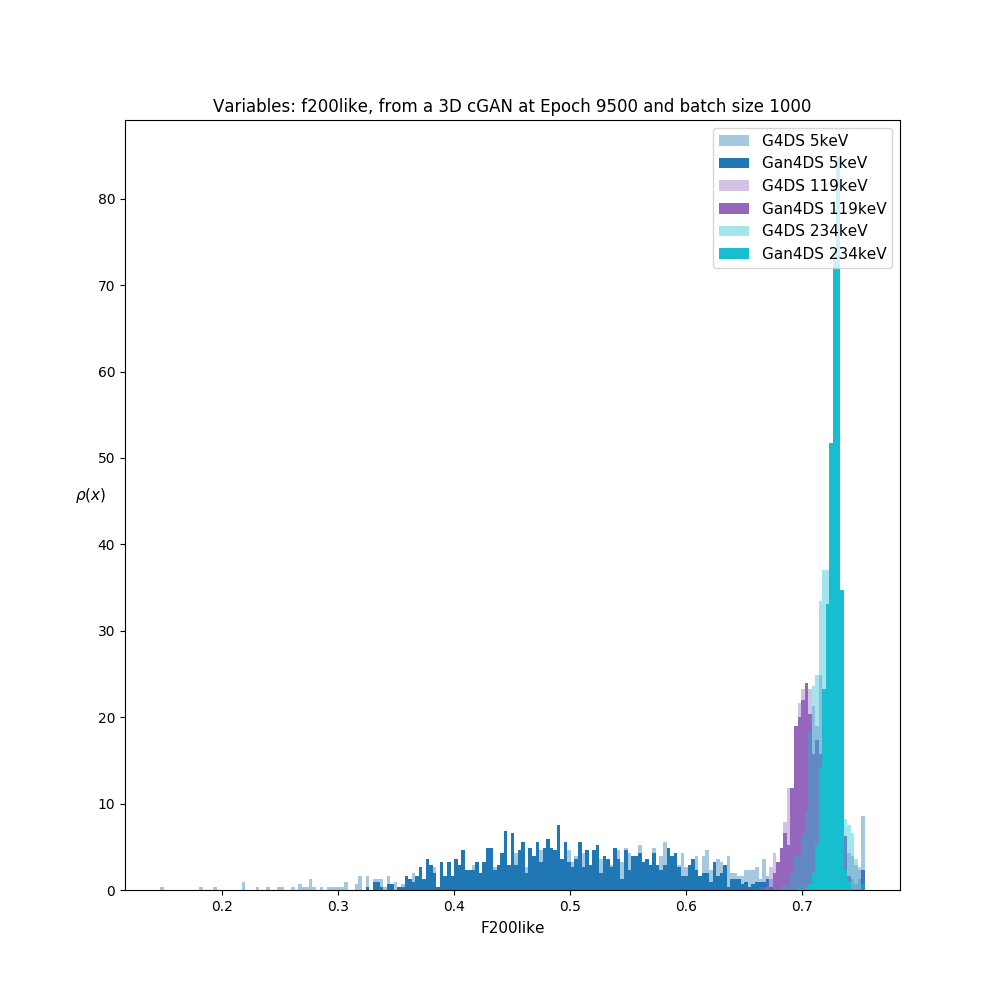 Variables: f200like, from a 3D cGAN at Epoch 9500 and batch size 1000
G4DS 5keV
Gan4DS 5keV
G4DS 119keV
Gan4DS 119keV
G4DS 234keV
Gan4DS 234keV
80
70
60
50
ρ(x)
40
30
20
10
0
0.2 0.3 0.4 0.5 0.6 0.7
F200like